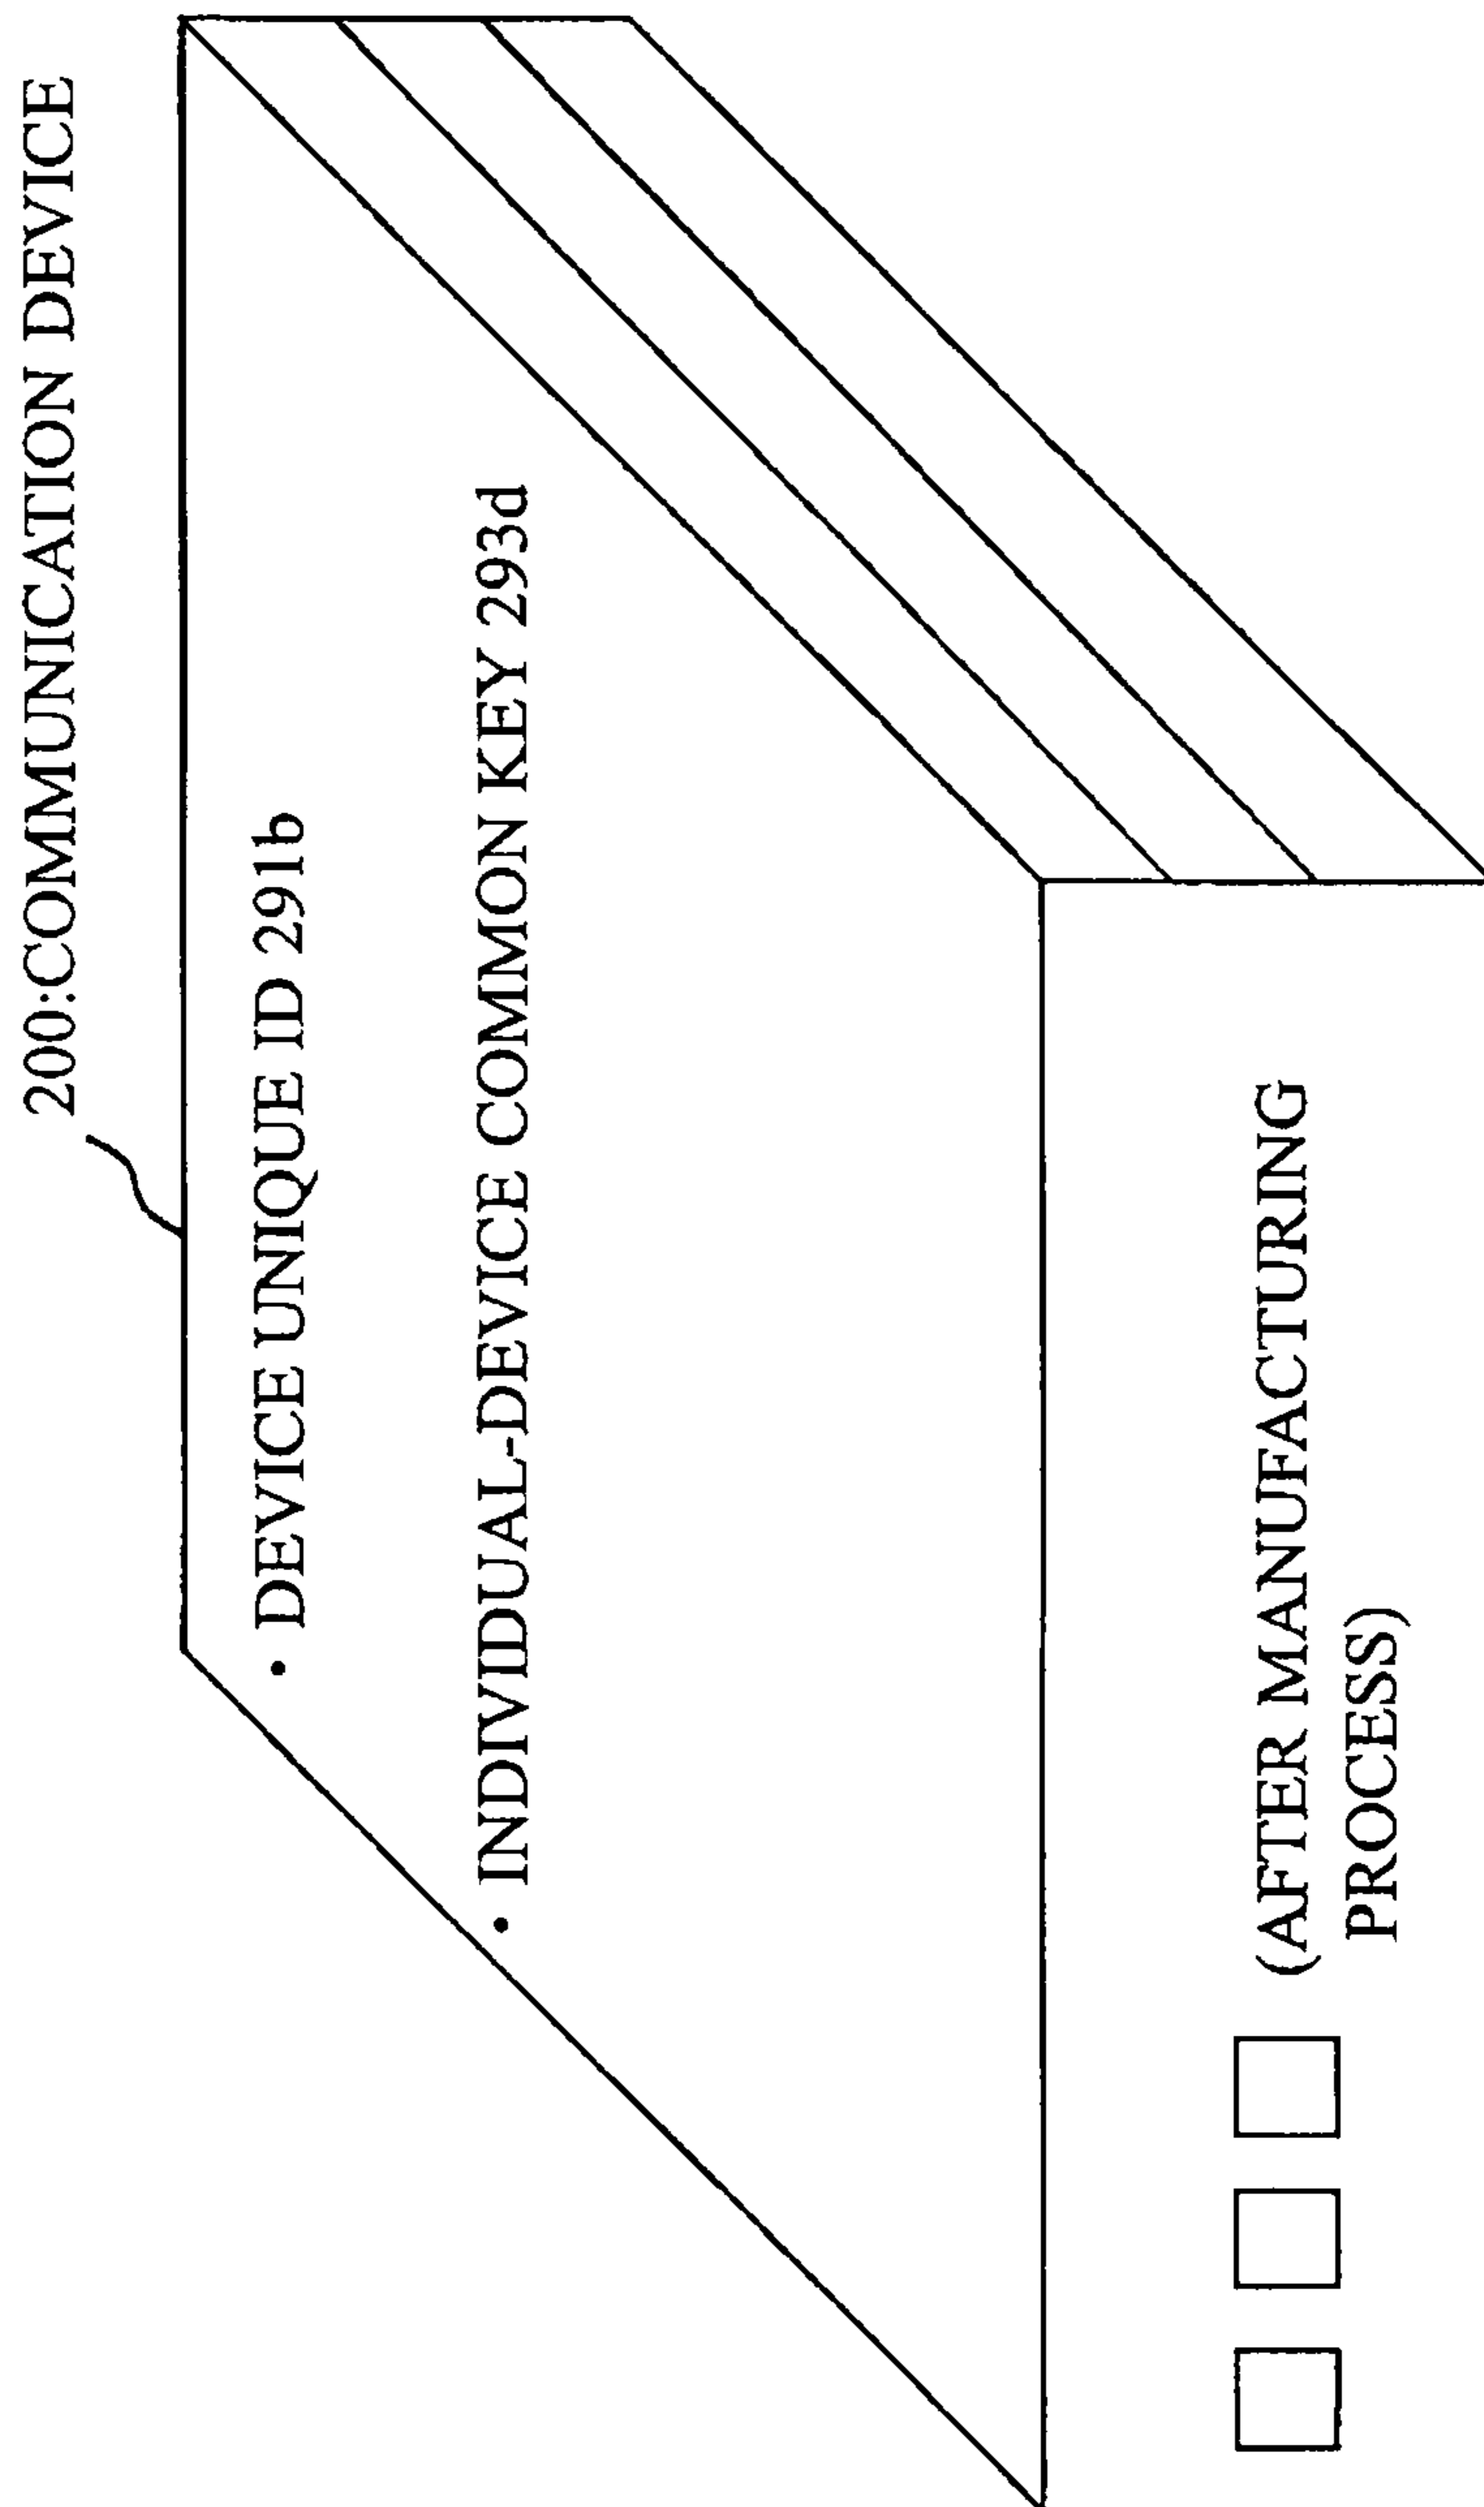 200:COMMUNICATION DEVICE
• DEVICE UNIQUE ID 291b
• INDIVIDUAL-DEVICE COMMON KEY 293d
(AFTER MANUFACTURING
PROCESS)